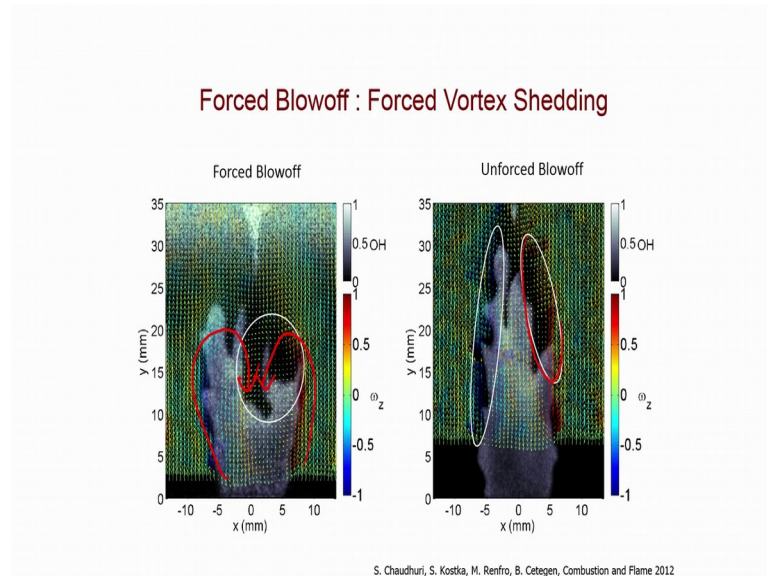 Forced Blowoff : Forced Vortex Shedding
Forced Blowoff
Unforced Blowoff
35
30
25
20
15
10
5
0
y (mm)
-10 -5 0 5 10
x (mm)
1
0.5 OH
0
1
0.5
0 ωz
-0.5
-1
35
30
25
20
15
10
5
0
y (mm)
-10 -5 0 5 10
x (mm)
1
0.5 OH
0
1
0.5
0 ωz
-0.5
-1
S. Chaudhuri, S. Kostka, M. Renfro, B. Cetegen, Combustion and Flame 2012